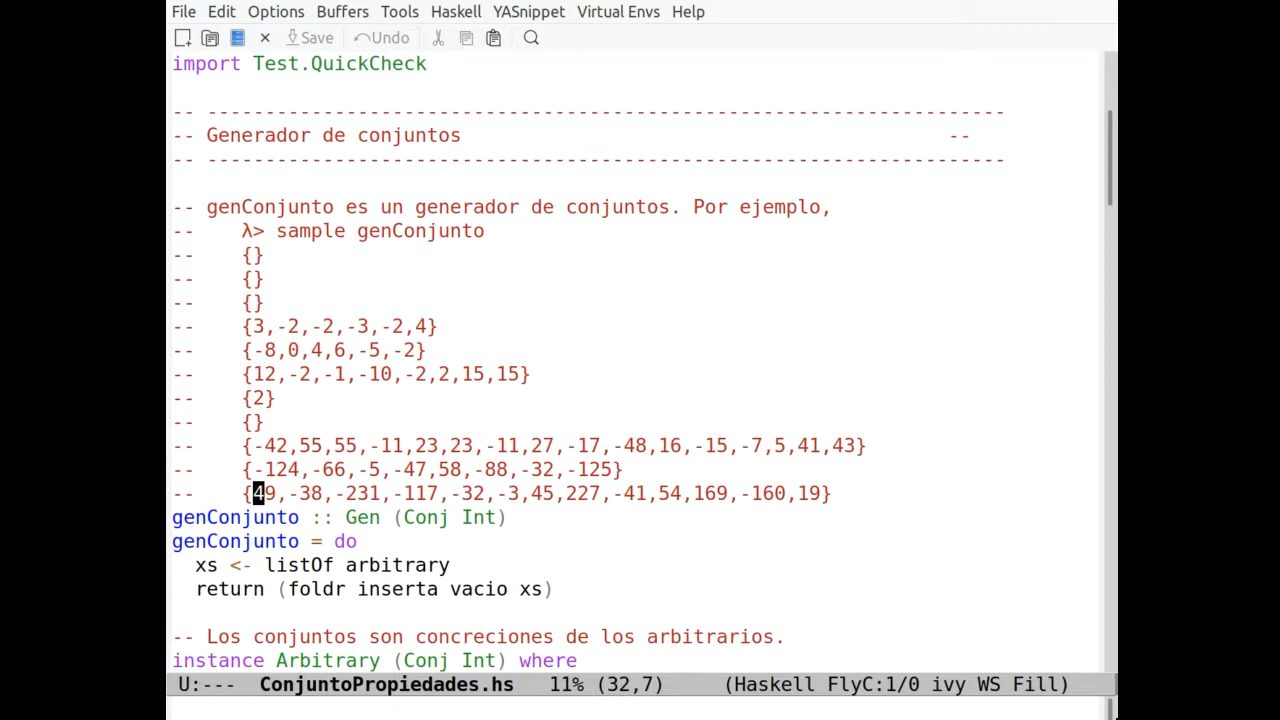 File Edit Options Buffers Tools Haskell YASnippet Virtual Envs Help
Save Undo
import Test.QuickCheck
-- ---------------------------------------------------------------------
-- Generador de conjuntos --
-- ---------------------------------------------------------------------
-- genConjunto es un generador de conjuntos. Por ejemplo,
-- λ> sample genConjunto
-- {}
-- {}
-- {}
-- {3,-2,-2,-3,-2,4}
-- {-8,0,4,6,-5,-2}
-- {12,-2,-1,-10,-2,2,15,15}
-- {2}
-- {}
-- {-42,55,55,-11,23,23,-11,27,-17,-48,16,-15,-7,5,41,43}
-- {-124,-66,-5,-47,58,-88,-32,-125}
-- {49,-38,-231,-117,-32,-3,45,227,-41,54,169,-160,19}
genConjunto :: Gen (Conj Int)
genConjunto = do
xs <- listOf arbitrary
return (foldr inserta vacio xs)
-- Los conjuntos son concreciones de los arbitrarios.
instance Arbitrary (Conj Int) where
U:--- ConjuntoPropiedades.hs 11% (32,7) (Haskell FlyC:1/0 ivy WS Fill)